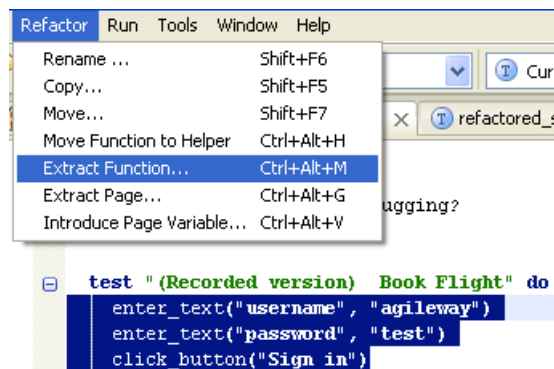 Refactor Run Tools Window Help
Rename ... Shift+F6
Copy... Shift+F5
Move... Shift+F7
Move Function to Helper Ctrl+Alt+H
Extract Function... Ctrl+Alt+M
Extract Page... Ctrl+Alt+G
Introduce Page Variable... Ctrl+Alt+V
T Cur
T refactored_s
ugging?
test "(Recorded version) Book Flight" do
enter_text("username", "agileway")
enter_text("password", "test")
click_button("Sign in")